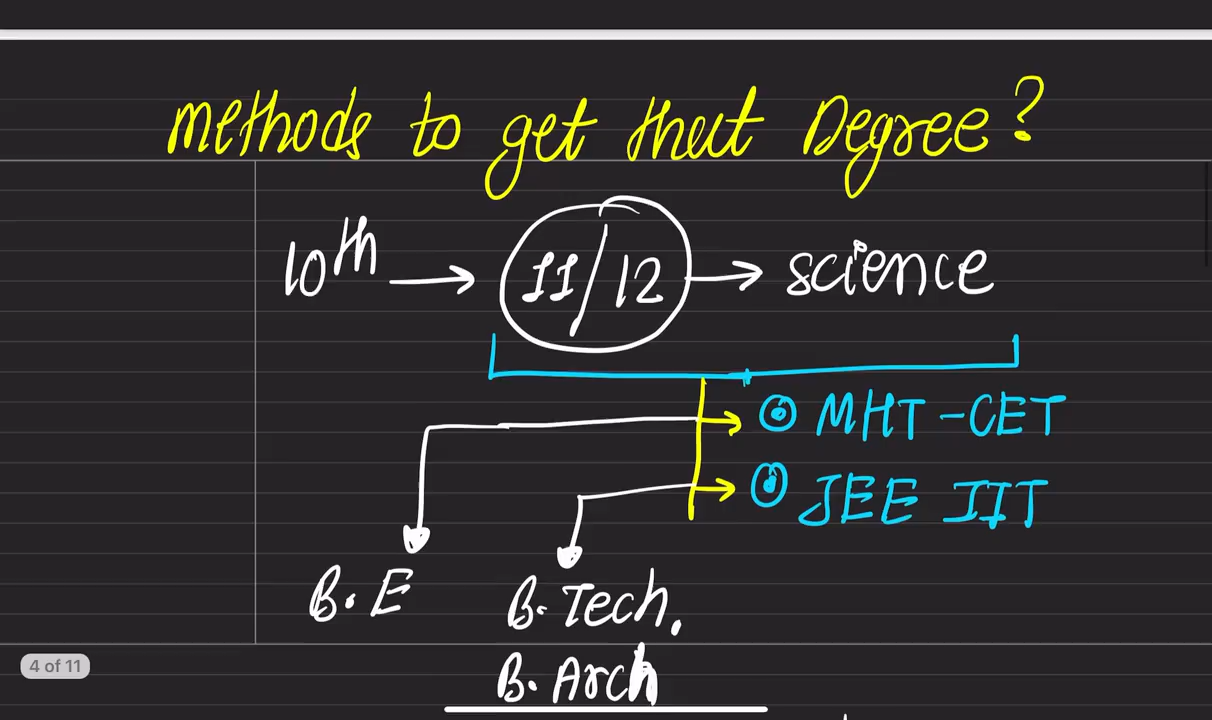 methods to get that Degree?
10th → 11/12 → science
MHT-CET
JEE IIT
B.E
B.Tech.
B.Arch
4 of 11